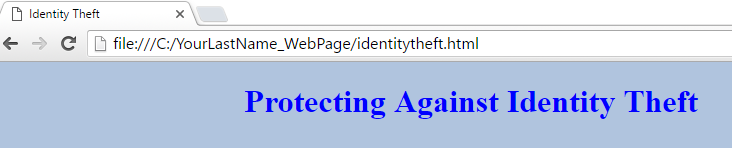 Identity Theft
file:///C:/YourLastName_WebPage/identitytheft.html
Protecting Against Identity Theft